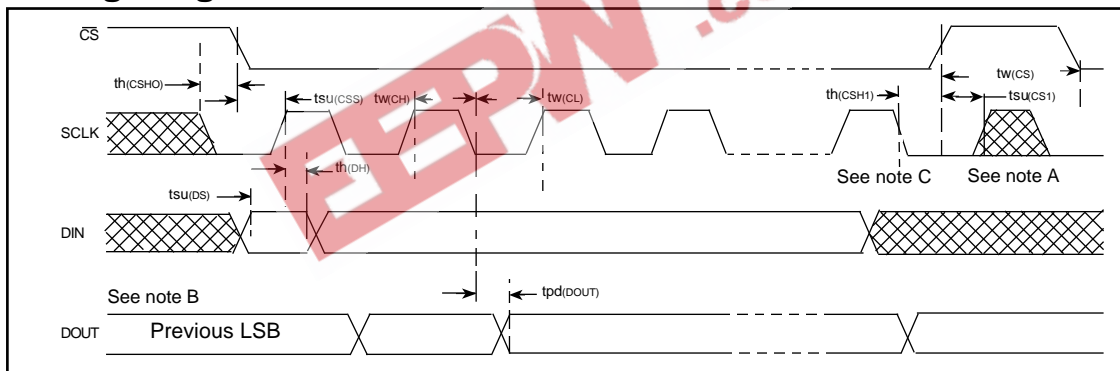 CS
th(CSHO)
tsu(CSS)
tw(CH)
tw(CL)
th(CSH1)
tw(CS)
tsu(CS1)
SCLK
See note C
See note A
th(DH)
tsu(DS)
DIN
See note B
tpd(DOUT)
DOUT
Previous LSB
EEPW